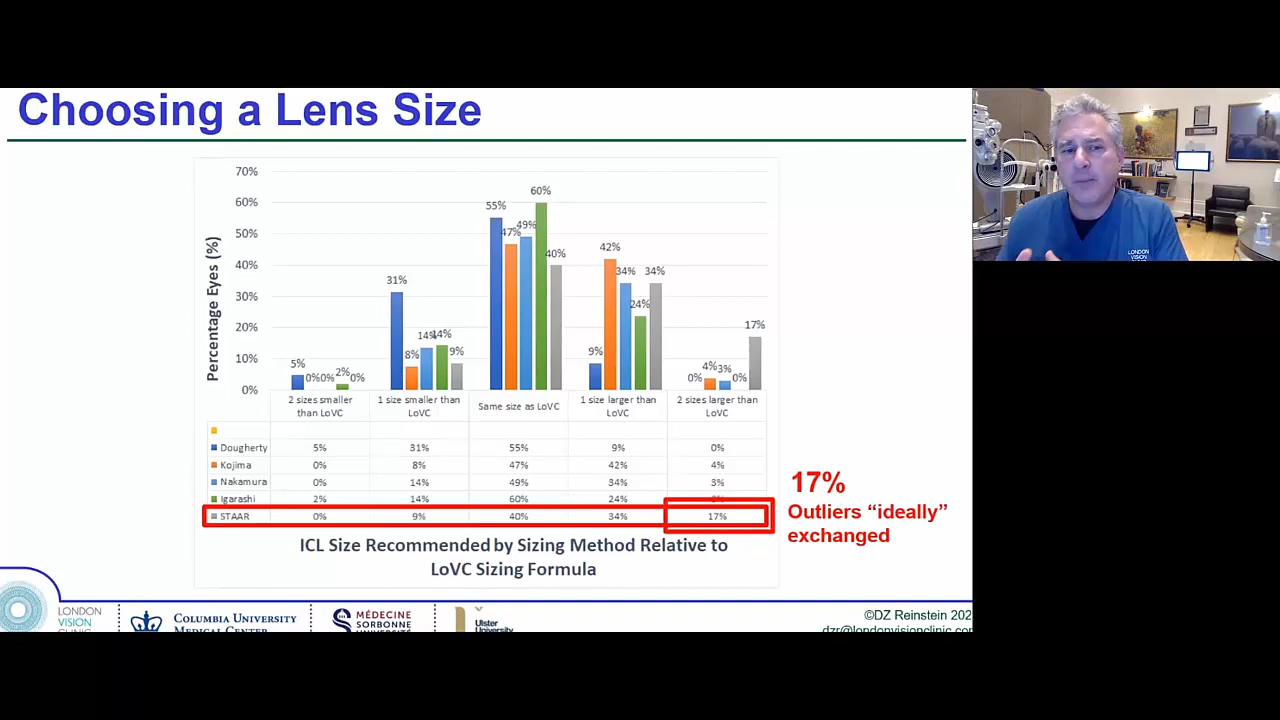 Choosing a Lens Size
70%
60%
50%
40%
30%
20%
10%
0%
Percentage Eyes (%)
5% 0% 0% 2% 0%
31% 8% 14% 14% 9%
55% 47% 49% 60% 40%
9% 42% 34% 24% 34%
0% 4% 3% 0% 17%
2 sizes smaller than LoVC
1 size smaller than LoVC
Same size as LoVC
1 size larger than LoVC
2 sizes larger than LoVC
Dougherty 5% 31% 55% 9% 0%
Kojima 0% 8% 47% 42% 4%
Nakamura 0% 14% 49% 34% 3%
Igarashi 2% 14% 60% 24%
STAAR 0% 9% 40% 34% 17%
ICL Size Recommended by Sizing Method Relative to
LoVC Sizing Formula
17%
Outliers “ideally”
exchanged
LONDON
VISION
CLINIC
COLUMBIA UNIVERSITY
MEDICAL CENTER
MÉDECINE
SORBONNE
UNIVERSITÉ
Ulster
University
©DZ Reinstein 202
dzr@londonvisionclinic.com
LONDON
VISION
CLINIC